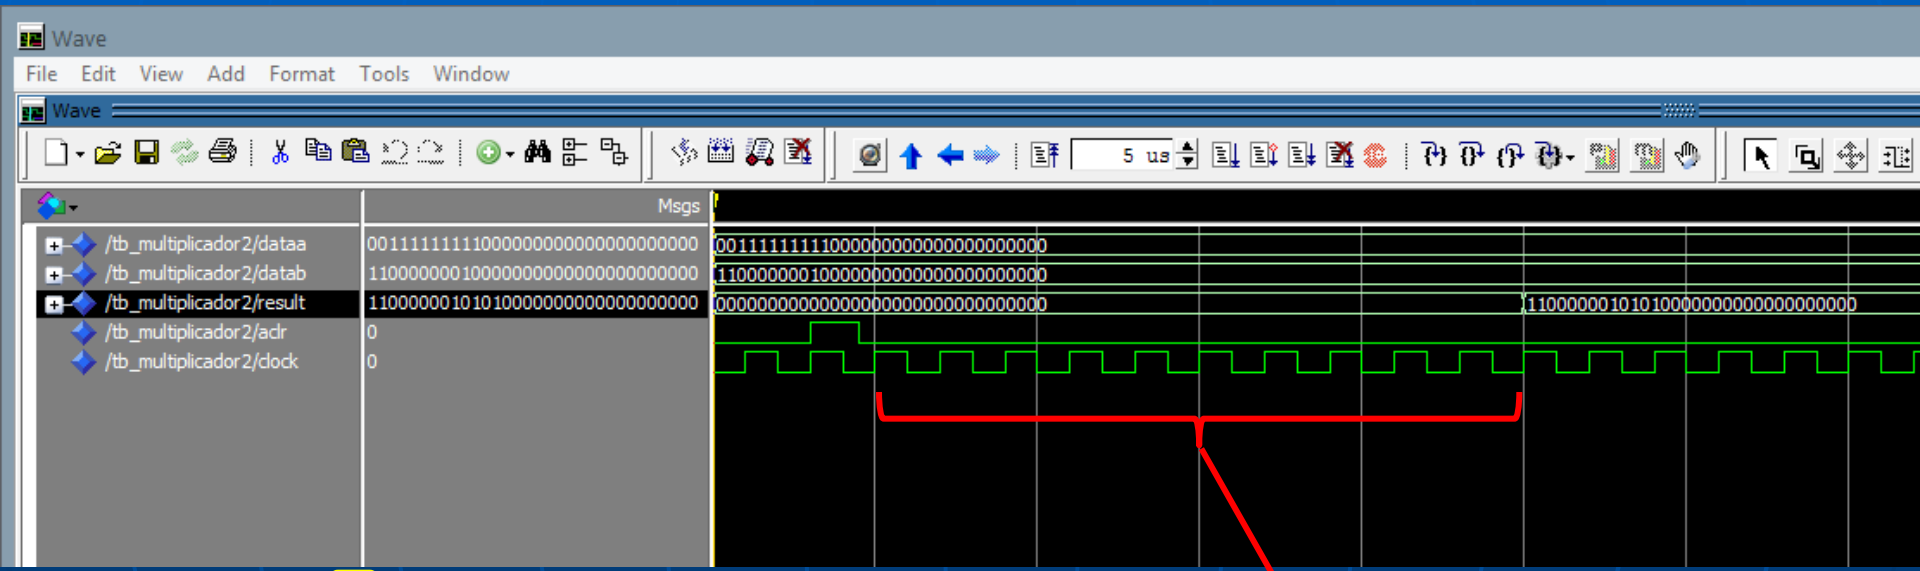 Wave
File Edit View Add Format Tools Window
Wave
5 us
Msgs
/tb_multiplicador2/dataa 00111111111000000000000000000000 00111111111000000000000000000000
/tb_multiplicador2/datab 11000000010000000000000000000000 11000000010000000000000000000000
/tb_multiplicador2/result 11000000101010000000000000000000 00000000000000000000000000000000 11000000101010000000000000000000
/tb_multiplicador2/aclr 0
/tb_multiplicador2/clock 0